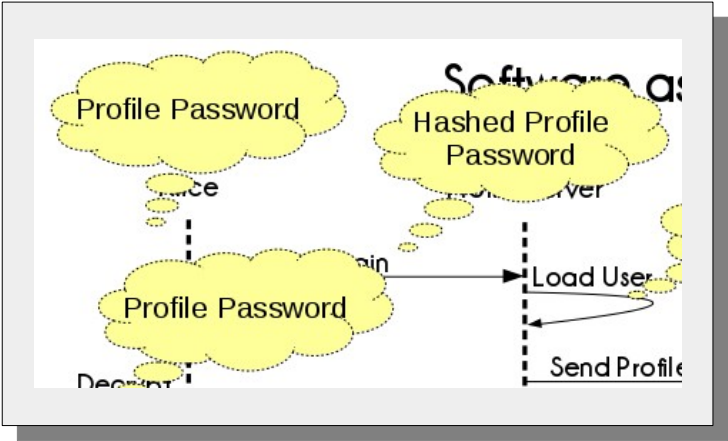 Software as
Profile Password
Hashed Profile
Password
Profile Password
Load User
Send Profile